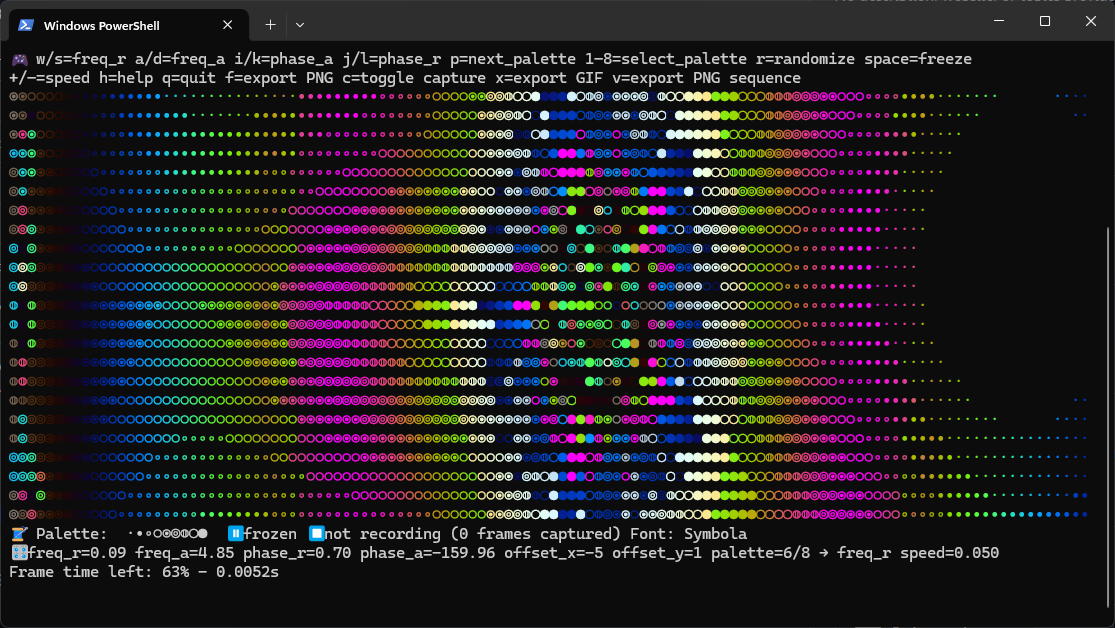 Windows PowerShell
🎮 w/s=freq_r a/d=freq_a i/k=phase_a j/l=phase_r p=next_palette 1-8=select_palette r=randomize space=freeze
+/-=speed h=help q=quit f=export PNG c=toggle capture x=export GIF v=export PNG sequence
Palette: ⏸frozen ⏹not recording (0 frames captured) Font: Symbola
freq_r=0.09 freq_a=4.85 phase_r=0.70 phase_a=-159.96 offset_x=-5 offset_y=1 palette=6/8 → freq_r speed=0.050
Frame time left: 63% - 0.0052s